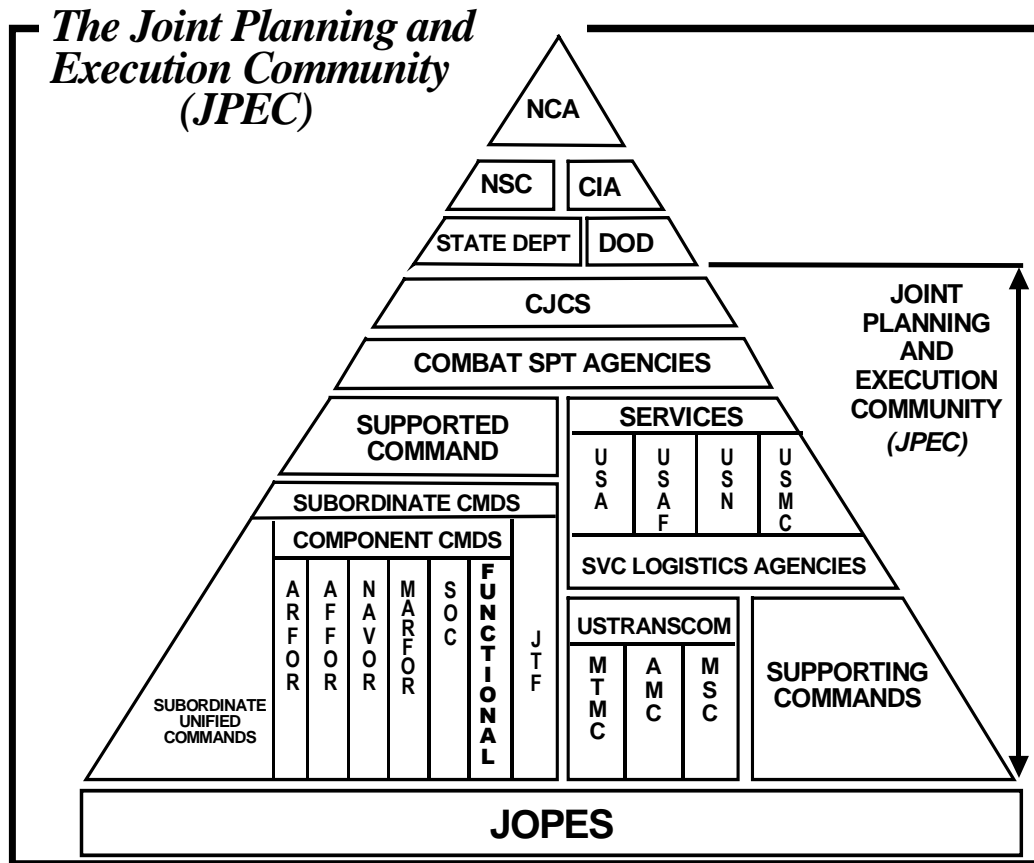 The Joint Planning and
Execution Community
(JPEC)
NCA
NSC
CIA
STATE DEPT
DOD
CJCS
COMBAT SPT AGENCIES
JOINT
PLANNING
AND
EXECUTION
COMMUNITY
(JPEC)
SUPPORTED
COMMAND
SERVICES
USA
USAF
USN
USMC
SVC LOGISTICS AGENCIES
SUBORDINATE CMDS
COMPONENT CMDS
ARFOR
AFFOR
NAVOR
MARFOR
SOC
FUNCTIONAL
JTF
SUBORDINATE
UNIFIED
COMMANDS
USTRANSCOM
MTMC
AMC
MSC
SUPPORTING
COMMANDS
JOPES